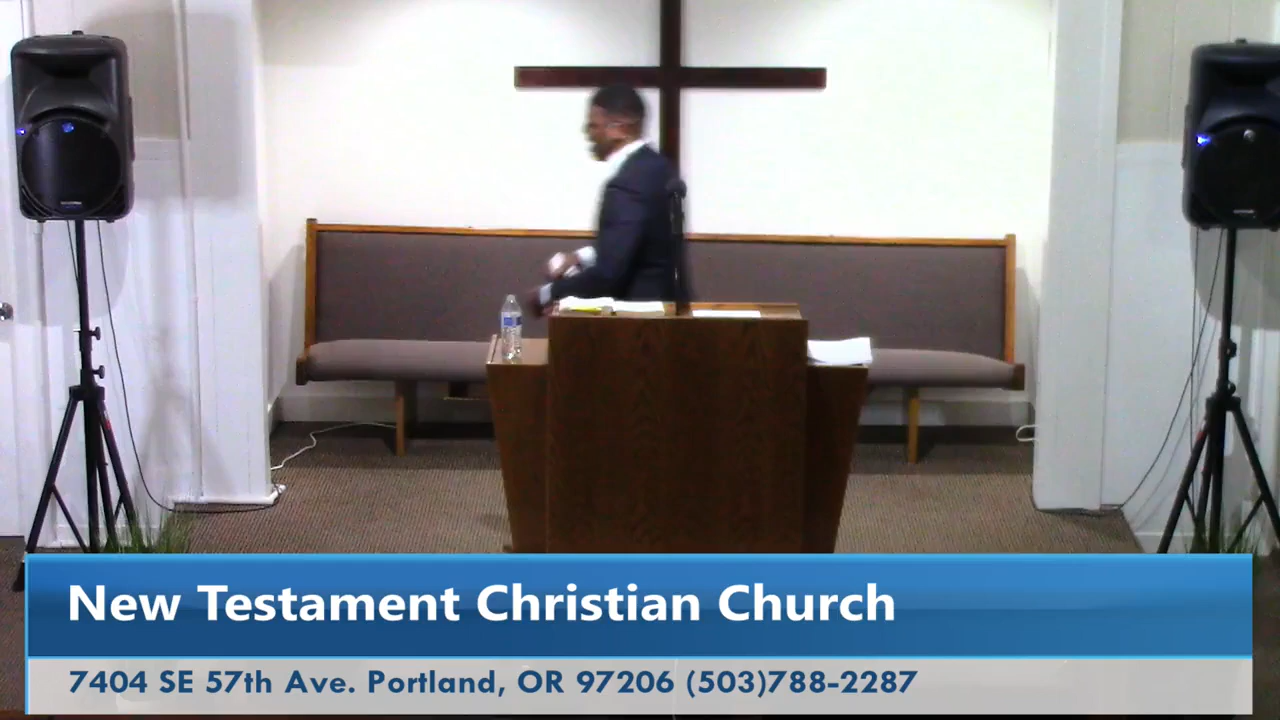 New Testament Christian Church
7404 SE 57th Ave. Portland, OR 97206 (503)788-2287